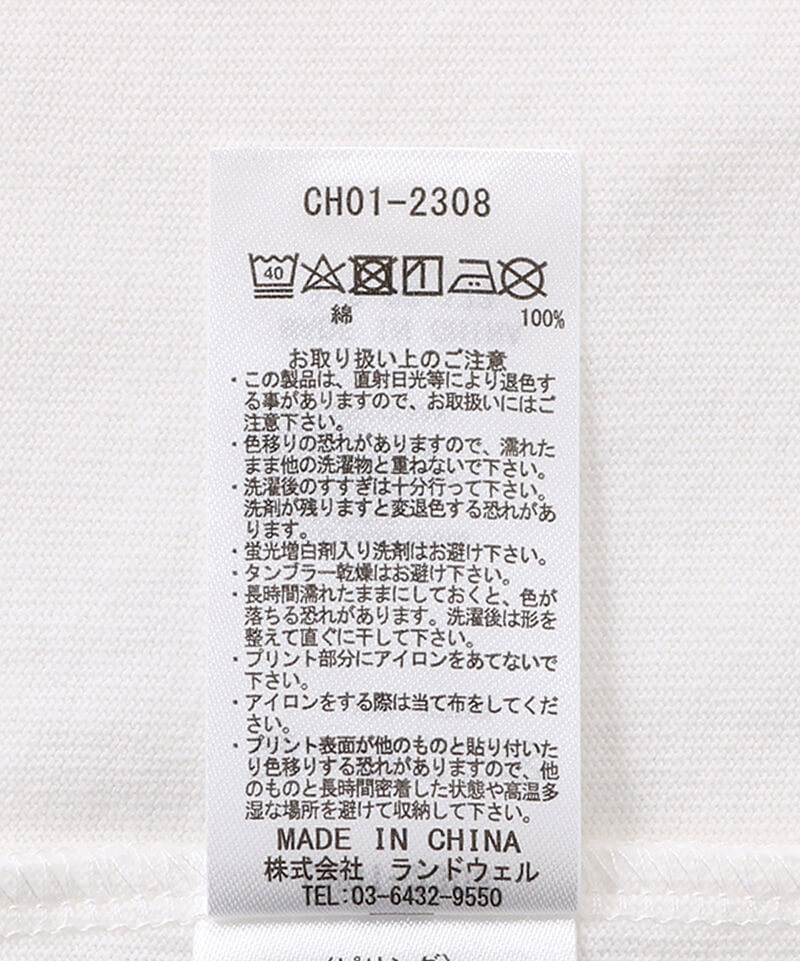 CH01-2308
40
綿 100%
お取り扱い上のご注意
・この製品は、直射日光等により退色す
る事がありますので、お取扱いにはご
注意下さい。
・色移りの恐れがありますので、濡れた
まま他の洗濯物と重ねないで下さい。
・洗濯後のすすぎは十分行って下さい。
洗剤が残りますと変退色する恐れがあ
ります。
・蛍光増白剤入り洗剤はお避け下さい。
・タンブラー乾燥はお避け下さい。
・長時間濡れたままにしておくと、色が
落ちる恐れがあります。洗濯後は形を
整えて直ぐに干して下さい。
・プリント部分にアイロンをあてないで
下さい。
・アイロンをする際は当て布をしてくだ
さい。
・プリント表面が他のものと貼り付いた
り色移りする恐れがありますので、他
のものと長時間密着した状態や高温多
湿な場所を避けて収納して下さい。
MADE IN CHINA
株式会社 ランドウェル
TEL:03-6432-9550